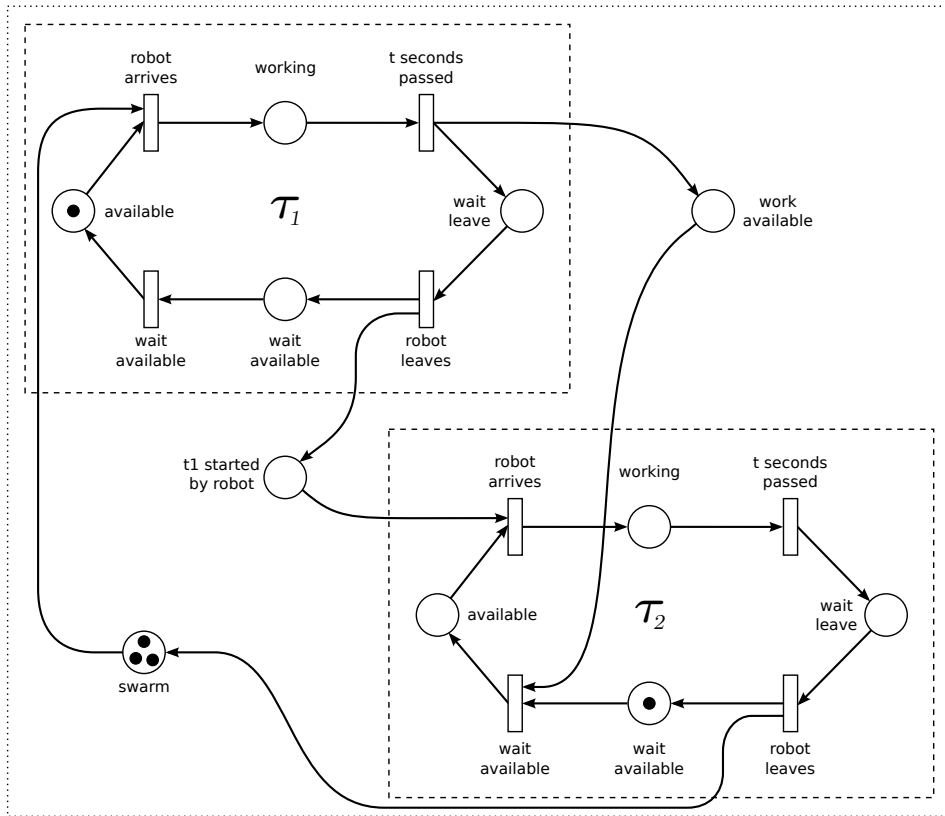 robot
arrives
working
t seconds
passed
available
τ1
wait
leave
work
available
wait
available
wait
available
robot
leaves
t1 started
by robot
robot
arrives
working
t seconds
passed
available
τ2
wait
leave
swarm
wait
available
wait
available
robot
leaves